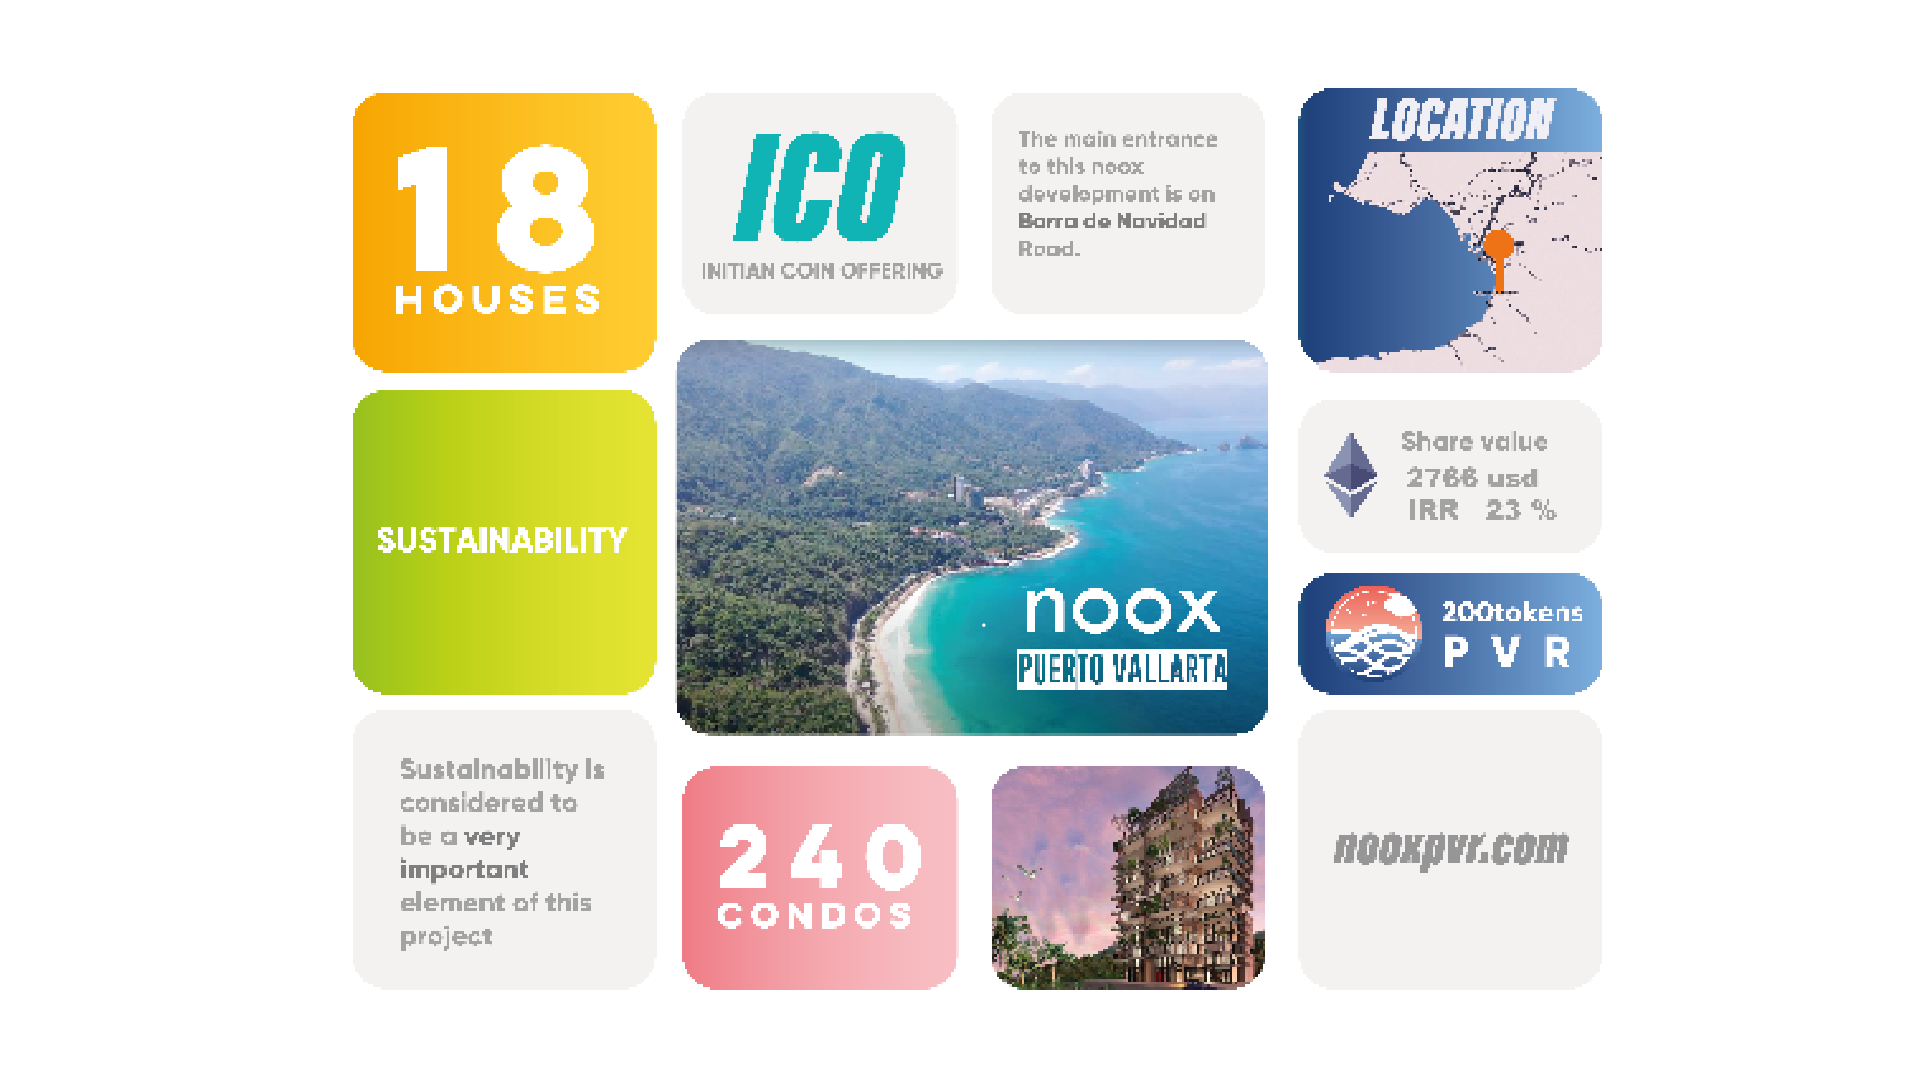 18
HOUSES
ICO
INITIAN COIN OFFERING
The main entrance
to this noox
development is on
Barra de Navidad
Road.
LOCATION
SUSTAINABILITY
noox
PUERTO VALLARTA
Share value
2766 usd
IRR 23 %
200tokens
PVR
Sustainability is
considered to
be a very
important
element of this
project
240
CONDOS
nooxpvr.com